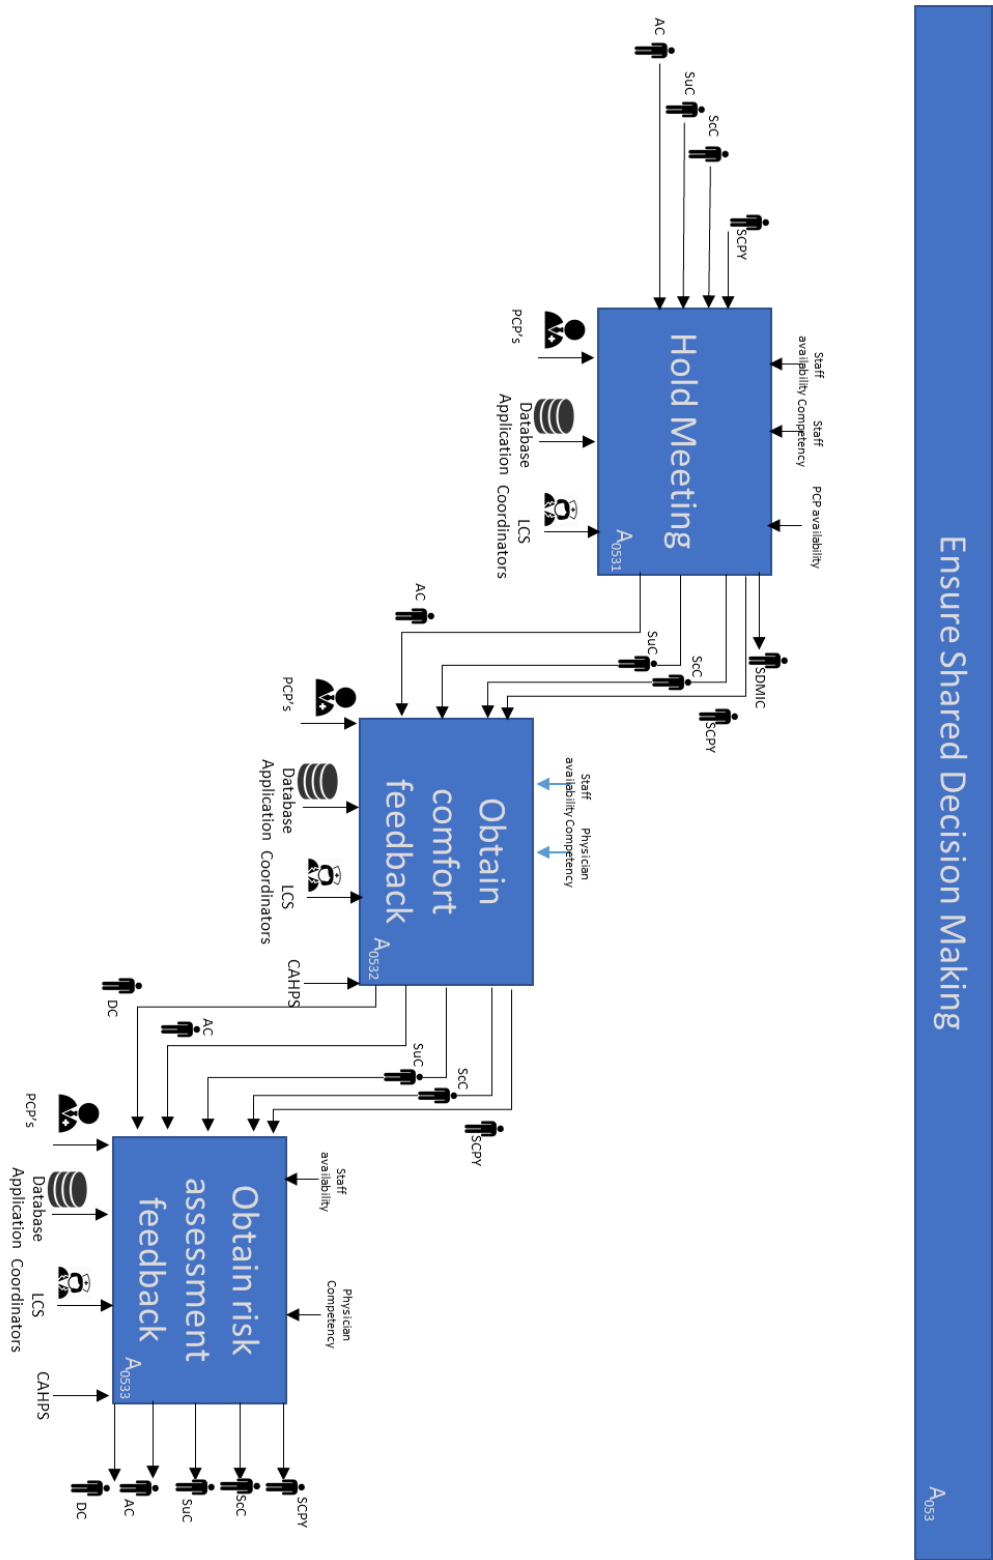 Ensure Shared Decision Making
A053
AC
SuC
ScC
SCPY
Staff
availability
Staff
Competency
PCP availability
Hold Meeting
A0531
PCP's
Database
Application
LCS
Coordinators
SDMIC
SCPY
ScC
SuC
AC
Staff
availability
Physician
Competency
Obtain
comfort
feedback
A0532
PCP's
Database
Application
LCS
Coordinators
CAHPS
SCPY
ScC
SuC
AC
DC
Staff
availability
Physician
Competency
Obtain risk
assessment
feedback
A0533
PCP's
Database
Application
LCS
Coordinators
CAHPS
SCPY
ScC
SuC
AC
DC